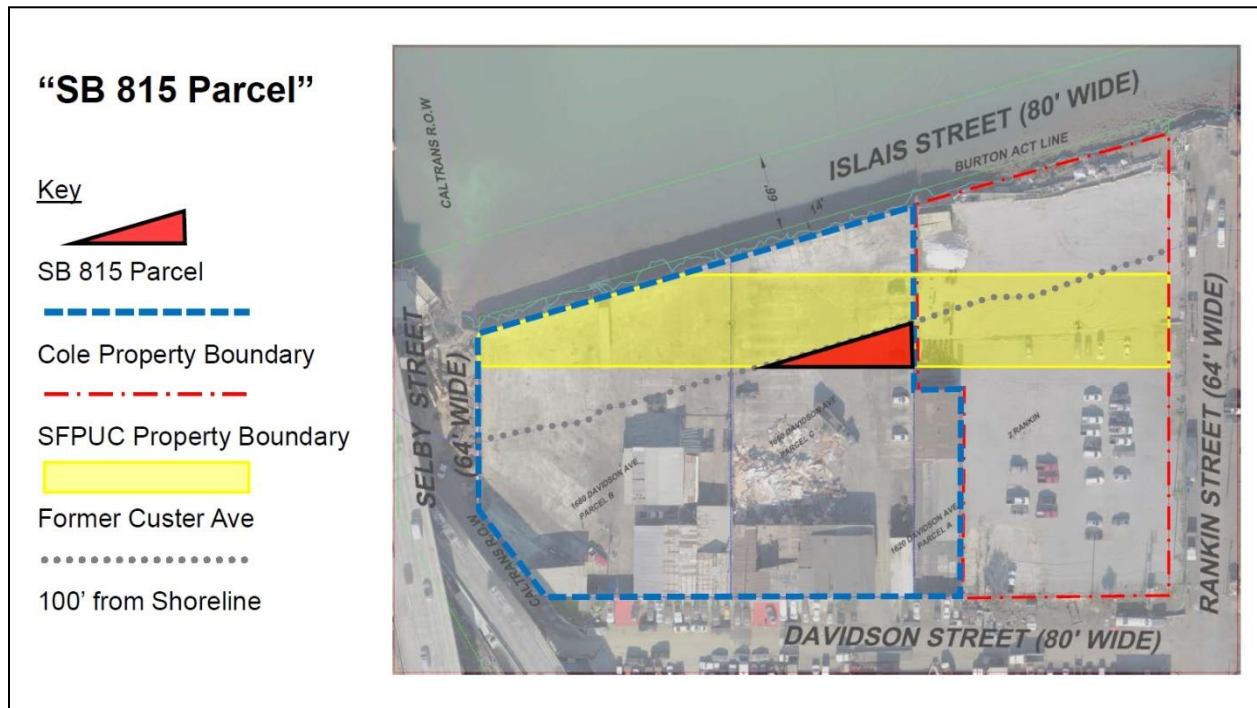 “SB 815 Parcel”
Key
SB 815 Parcel
Cole Property Boundary
SFPUC Property Boundary
Former Custer Ave
100’ from Shoreline
CALTRANS R.O.W
ISLAIS STREET (80' WIDE)
BURTON ACT LINE
66'
14'
SELBY STREET
(64' WIDE)
CALTRANS R.O.W
1680 DAVIDSON AVE
PARCEL B
1650 DAVIDSON AVE
PARCEL C
1620 DAVIDSON AVE
PARCEL A
2 RANKIN
RANKIN STREET (64' WIDE)
DAVIDSON STREET (80' WIDE)